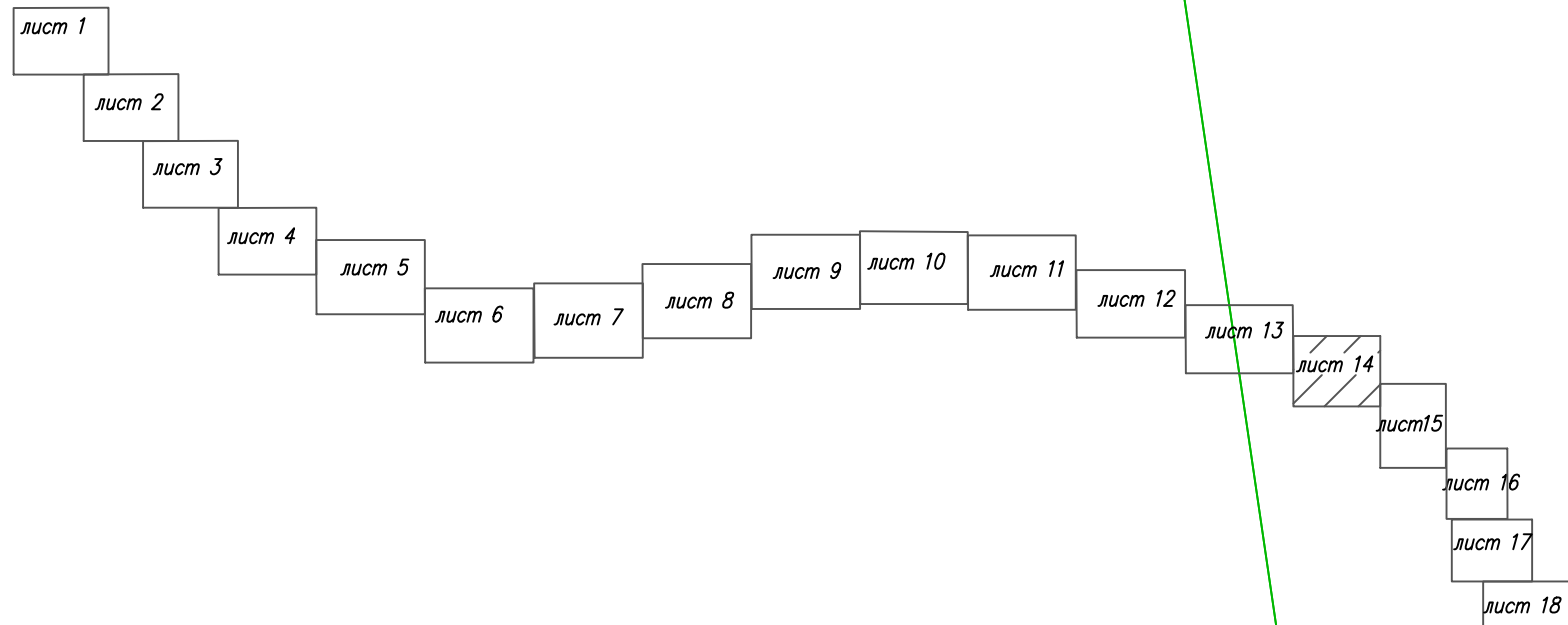 лист 1
лист 2
лист 3
лист 4
лист 5
лист 6
лист 7
лист 8
лист 9
лист 10
лист 11
лист 12
лист 13
лист 14
лист15
лист 16
лист 17
лист 18